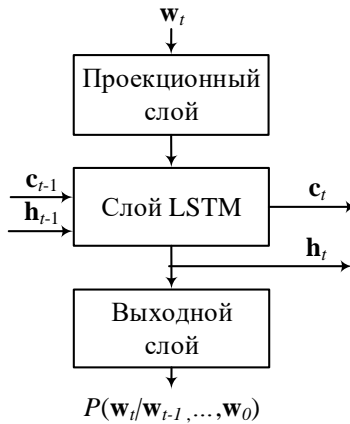 w_t
Проекционный
слой
c_{t-1}
h_{t-1}
Слой LSTM
c_t
h_t
Выходной
слой
P(w_t/w_{t-1},...,w_0)